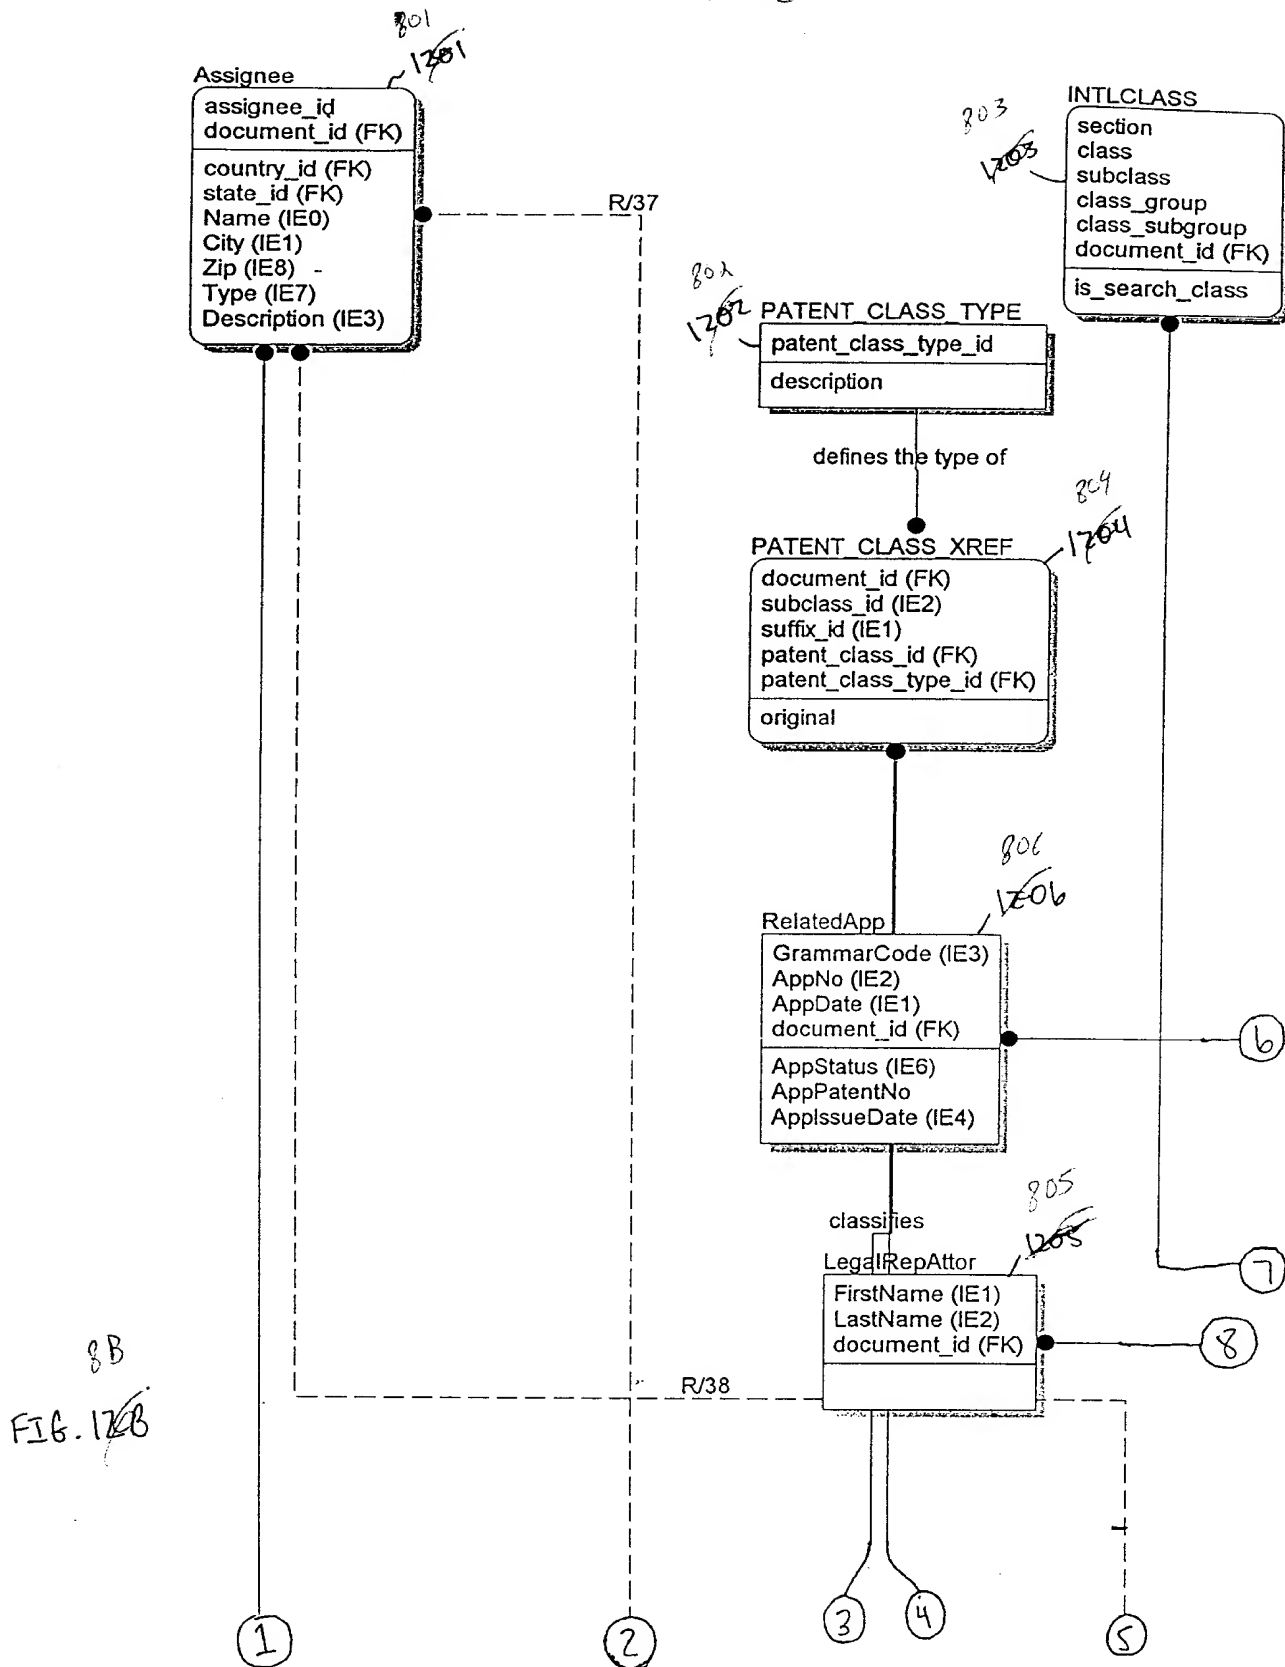 801
1201
Assignee
assignee_id
document_id (FK)
country_id (FK)
state_id (FK)
Name (IE0)
City (IE1)
Zip (IE8)
Type (IE7)
Description (IE3)
R/37
803
1203
INTLCLASS
section
class
subclass
class_group
class_subgroup
document_id (FK)
is_search_class
802
1202
PATENT_CLASS_TYPE
patent_class_type_id
description
defines the type of
804
1204
PATENT_CLASS_XREF
document_id (FK)
subclass_id (IE2)
suffix_id (IE1)
patent_class_id (FK)
patent_class_type_id (FK)
original
806
1206
RelatedApp
GrammarCode (IE3)
AppNo (IE2)
AppDate (IE1)
document_id (FK)
AppStatus (IE6)
AppPatentNo
AppIssueDate (IE4)
6
805
1205
classifies
LegalRepAttor
FirstName (IE1)
LastName (IE2)
document_id (FK)
7
8
R/38
8B
FIG. 12B
1
2
3
4
5